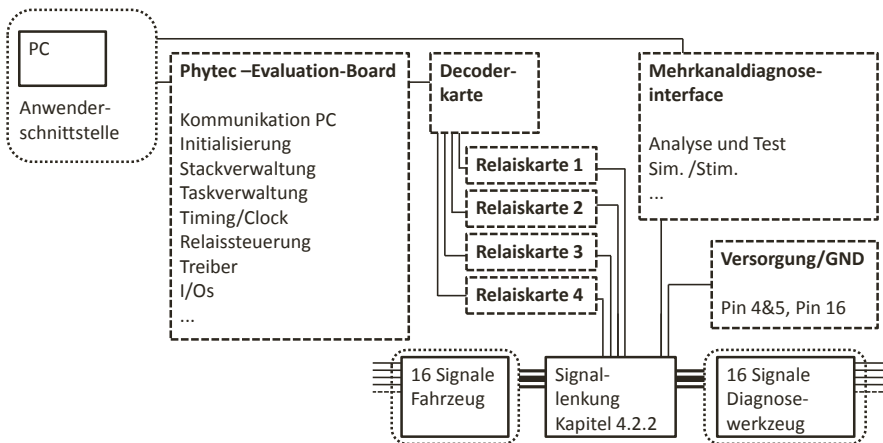 PC
Anwender-
schnittstelle
Phytec –Evaluation-Board
Kommunikation PC
Initialisierung
Stackverwaltung
Taskverwaltung
Timing/Clock
Relaissteuerung
Treiber
I/Os
...
Decoder-
karte
Relaiskarte 1
Relaiskarte 2
Relaiskarte 3
Relaiskarte 4
Mehrkanaldiagnose-
interface
Analyse und Test
Sim. /Stim.
...
Versorgung/GND
Pin 4&5, Pin 16
16 Signale
Fahrzeug
Signal-
lenkung
Kapitel 4.2.2
16 Signale
Diagnose-
werkzeug